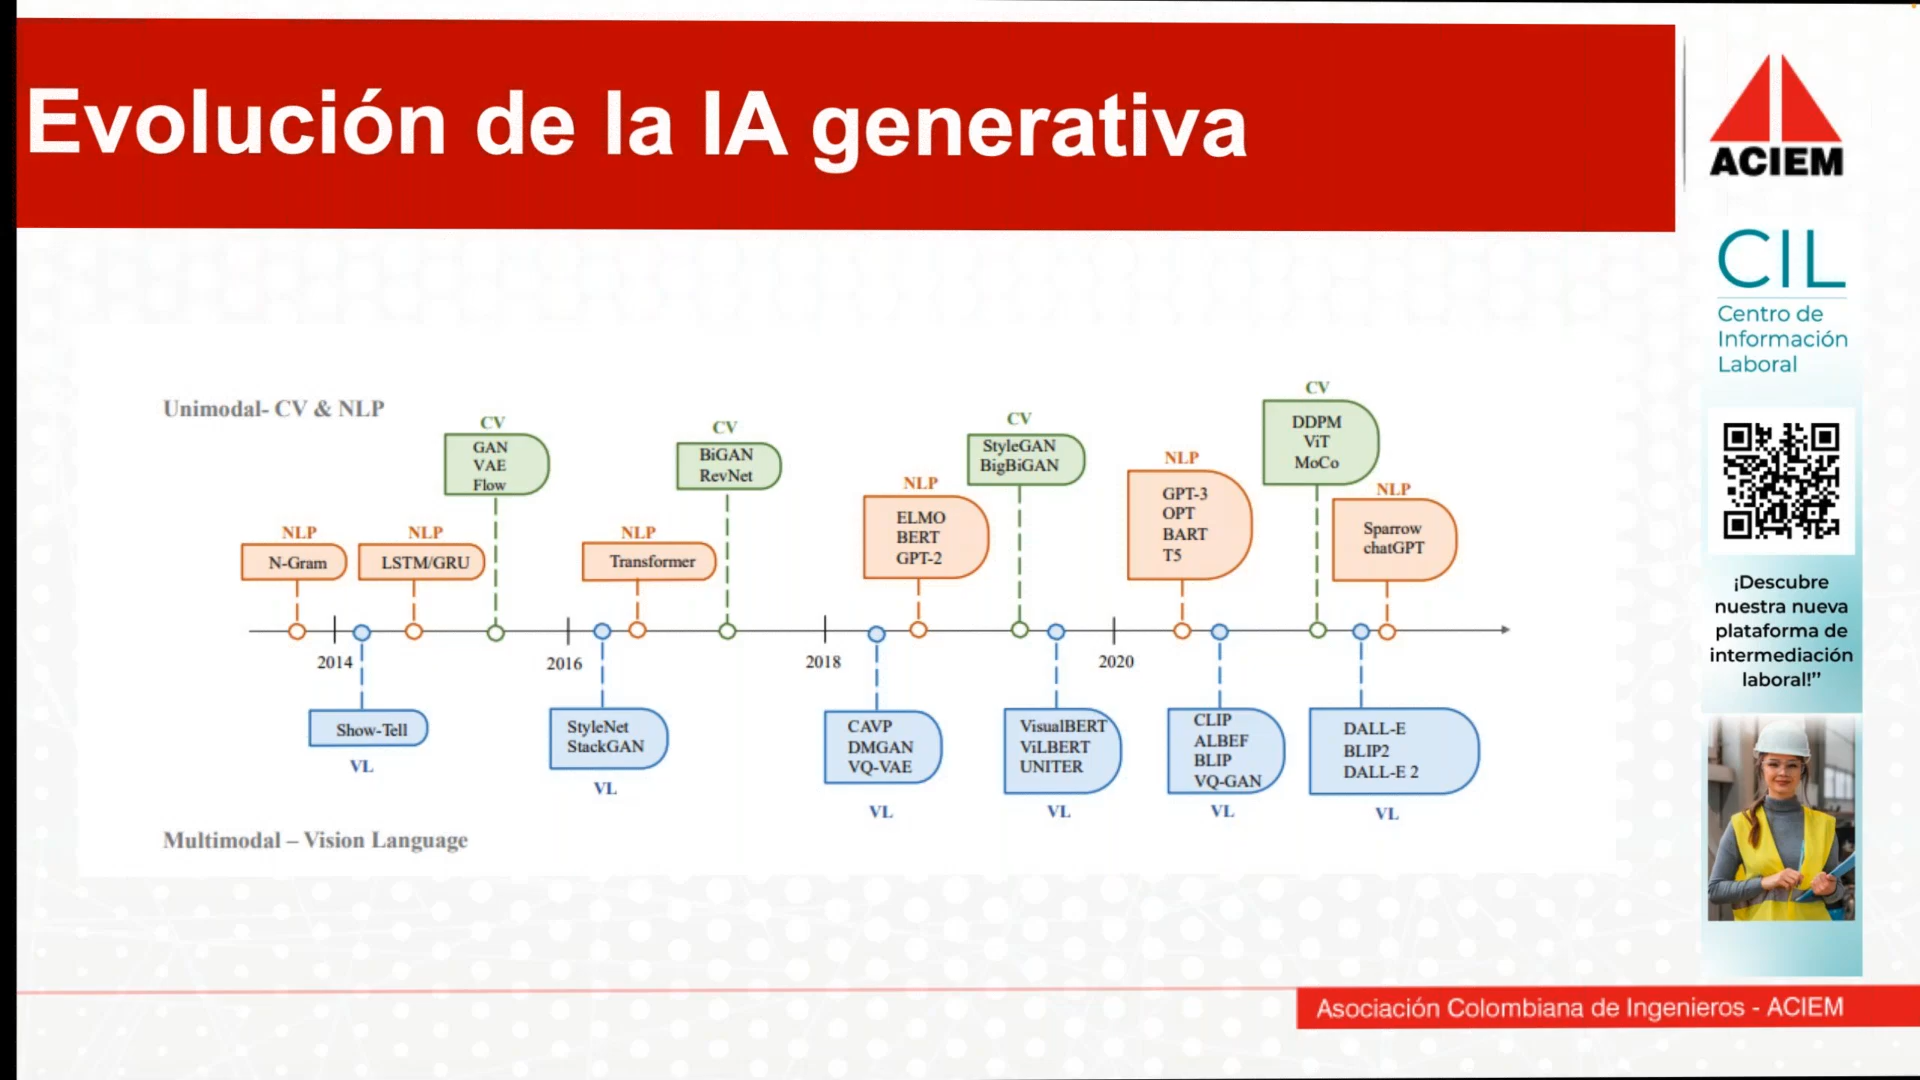 Evolución de la IA generativa
ACIEM
CIL
Centro de
Información
Laboral
¡Descubre
nuestra nueva
plataforma de
intermediación
laboral!”
Unimodal- CV & NLP
NLP
N-Gram
NLP
LSTM/GRU
CV
GAN
VAE
Flow
NLP
Transformer
CV
BiGAN
RevNet
NLP
ELMO
BERT
GPT-2
CV
StyleGAN
BigBiGAN
NLP
GPT-3
OPT
BART
T5
CV
DDPM
ViT
MoCo
NLP
Sparrow
chatGPT
2014
2016
2018
2020
Show-Tell
VL
StyleNet
StackGAN
VL
CAVP
DMGAN
VQ-VAE
VL
VisualBERT
ViLBERT
UNITER
VL
CLIP
ALBEF
BLIP
VQ-GAN
VL
DALL-E
BLIP2
DALL-E 2
VL
Multimodal – Vision Language
Asociación Colombiana de Ingenieros - ACIEM